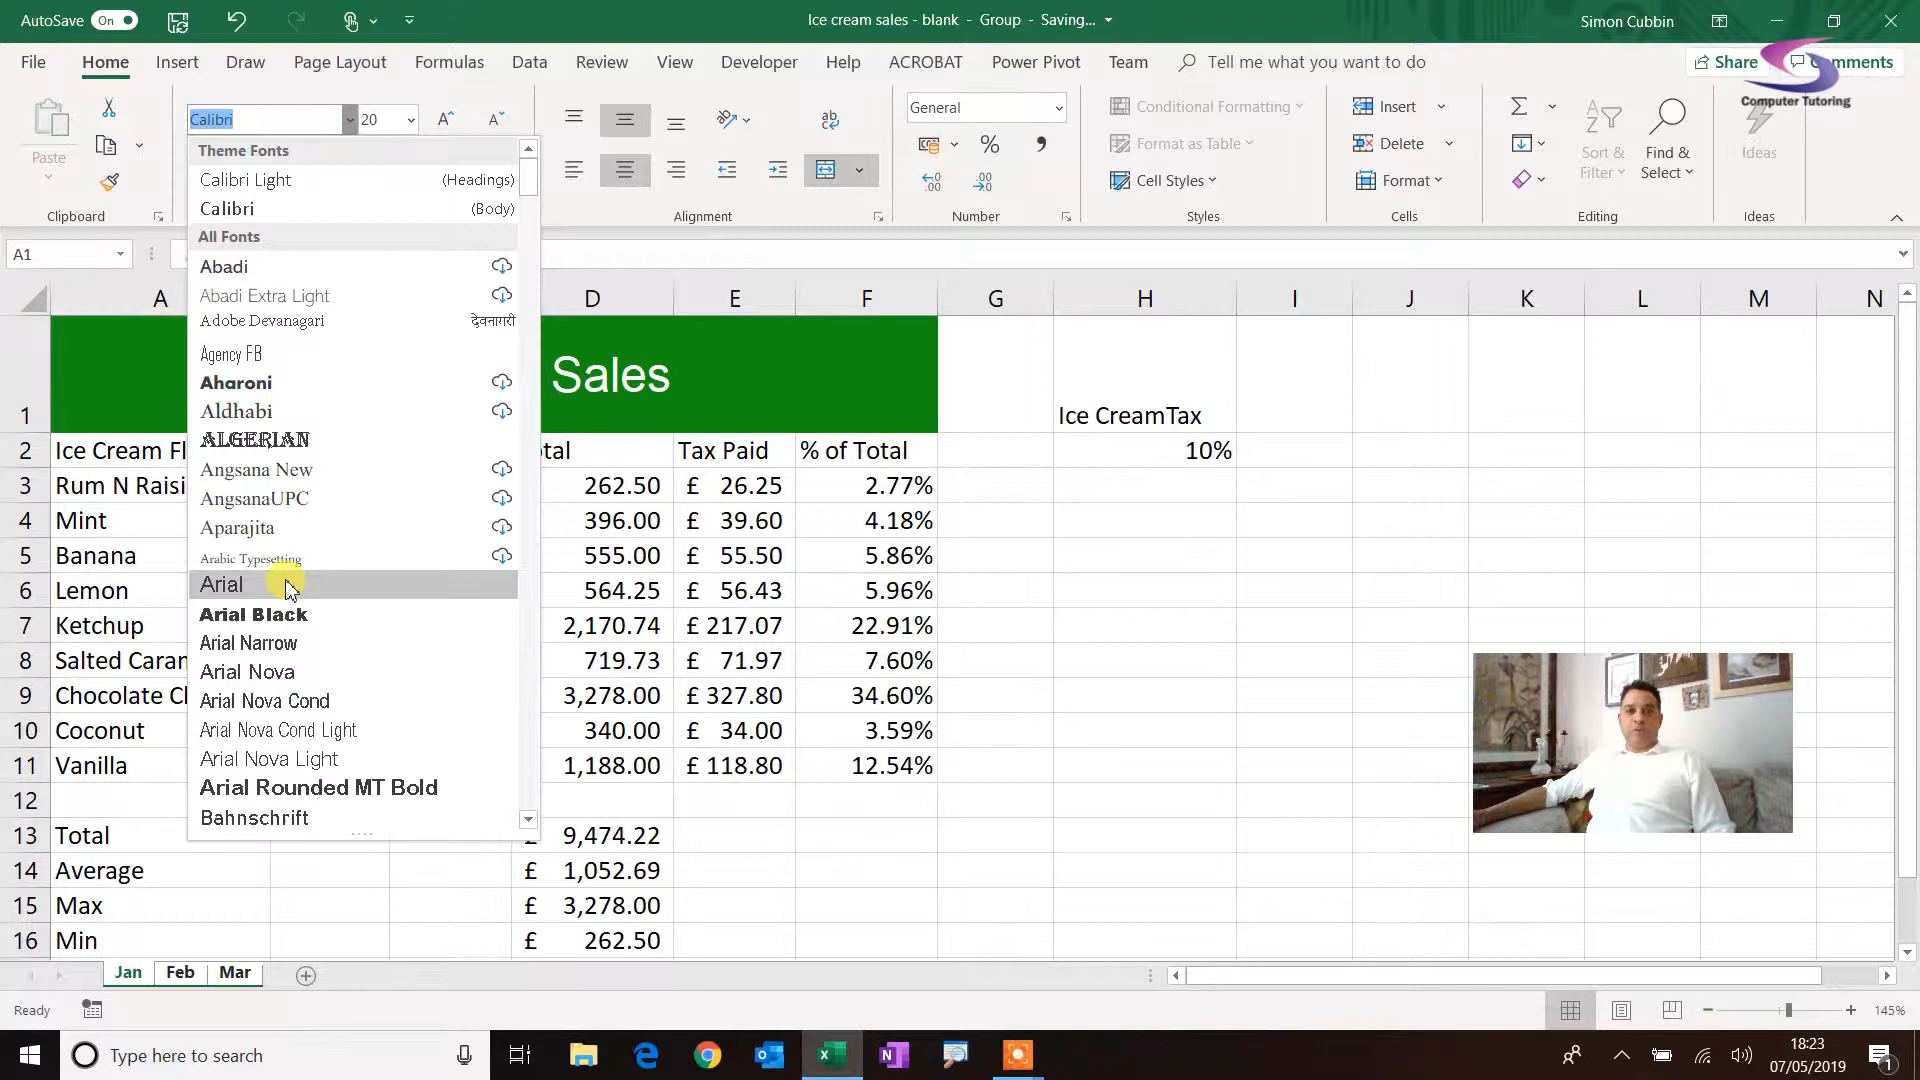 AutoSave On
Ice cream sales - blank - Group - Saving...
Simon Cubbin
File Home Insert Draw Page Layout Formulas Data Review View Developer Help ACROBAT Power Pivot Team Tell me what you want to do Share Comments
Computer Tutoring
Calibri 20
General
Paste
Conditional Formatting
Format as Table
Cell Styles
Insert
Delete
Format
Sort & Filter
Find & Select
Ideas
Clipboard Alignment Number Styles Cells Editing Ideas
A1
Theme Fonts
Calibri Light (Headings)
Calibri (Body)
All Fonts
Abadi
Abadi Extra Light
Adobe Devanagari देवनागरी
Agency FB
Aharoni
Aldhabi
ALGERIAN
Angsana New
AngsanaUPC
Aparajita
Arabic Typesetting
Arial
Arial Black
Arial Narrow
Arial Nova
Arial Nova Cond
Arial Nova Cond Light
Arial Nova Light
Arial Rounded MT Bold
Bahnschrift
A D E F G H I J K L M N
1 Sales Ice CreamTax
2 Ice Cream Fl tal Tax Paid % of Total 10%
3 Rum N Raisi 262.50 £ 26.25 2.77%
4 Mint 396.00 £ 39.60 4.18%
5 Banana 555.00 £ 55.50 5.86%
6 Lemon 564.25 £ 56.43 5.96%
7 Ketchup 2,170.74 £ 217.07 22.91%
8 Salted Caram 719.73 £ 71.97 7.60%
9 Chocolate Ch 3,278.00 £ 327.80 34.60%
10 Coconut 340.00 £ 34.00 3.59%
11 Vanilla 1,188.00 £ 118.80 12.54%
12
13 Total £ 9,474.22
14 Average £ 1,052.69
15 Max £ 3,278.00
16 Min £ 262.50
Jan Feb Mar
Ready
145%
Type here to search
18:23
07/05/2019
1